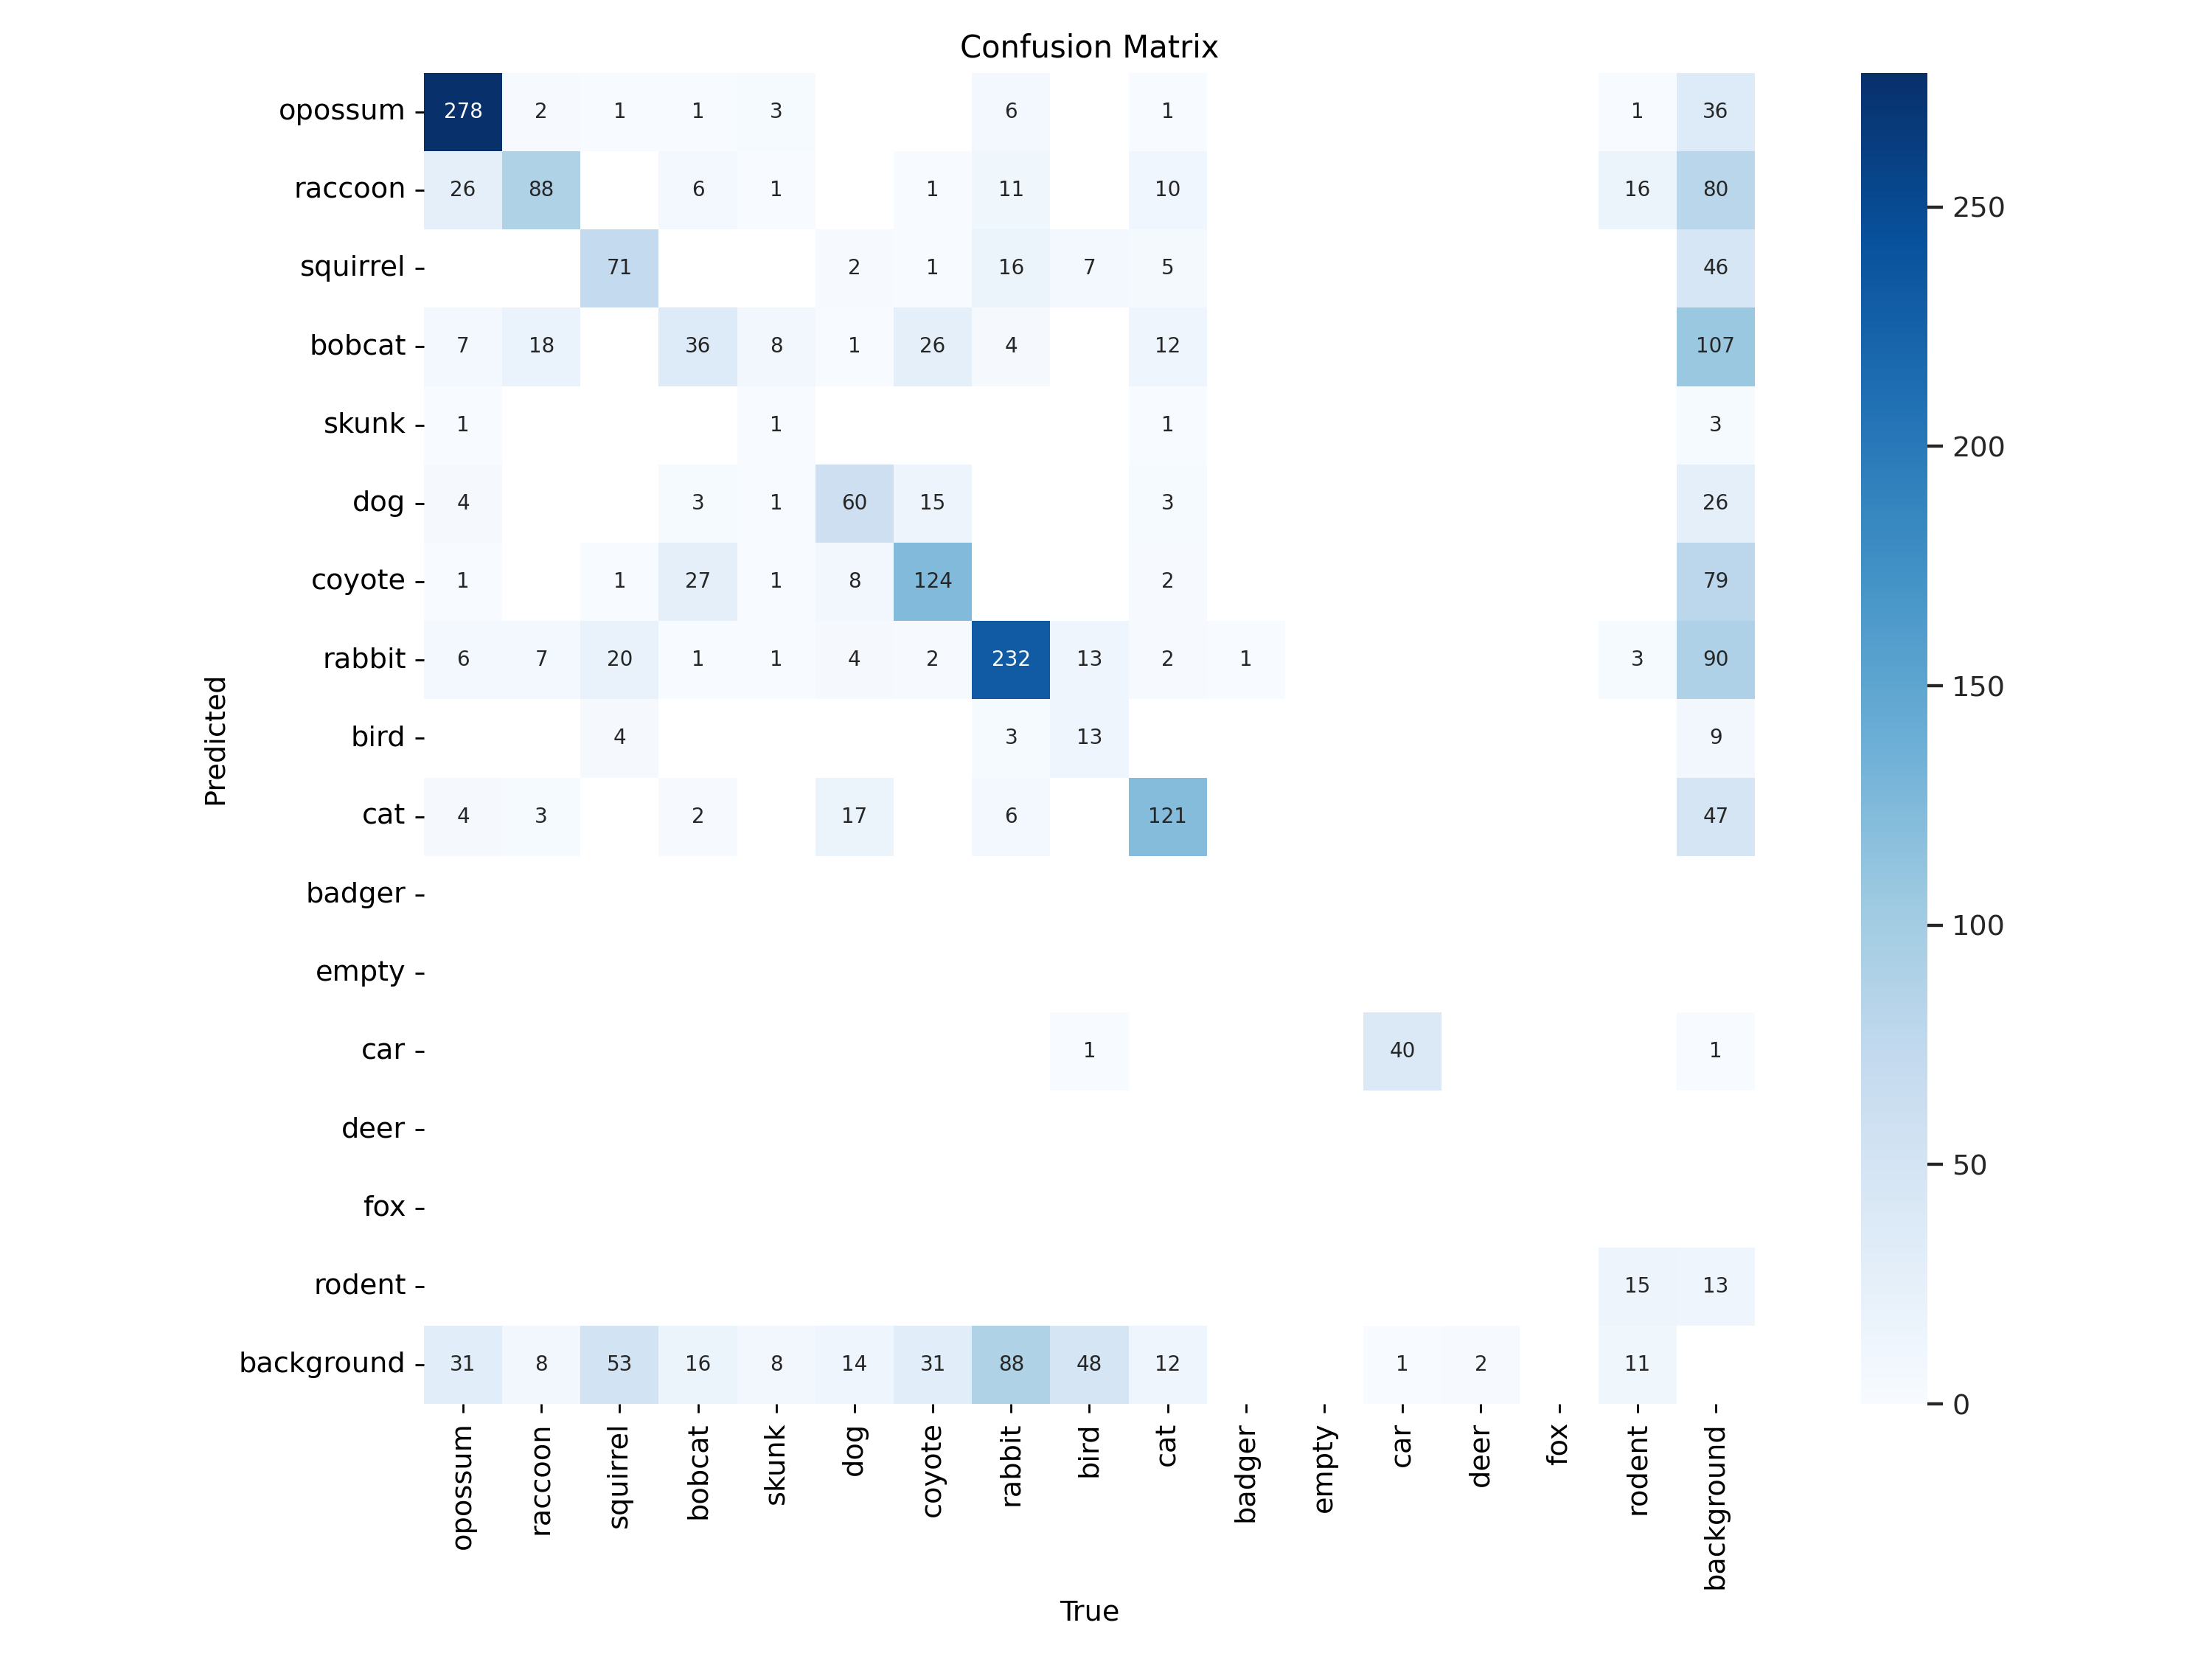 Confusion Matrix
opossum 278 2 1 1 3 6 1 1 36
raccoon 26 88 6 1 1 11 10 16 80
squirrel 71 2 1 16 7 5 46
bobcat 7 18 36 8 1 26 4 12 107
skunk 1 1 1 3
dog 4 3 1 60 15 3 26
coyote 1 1 27 1 8 124 2 79
rabbit 6 7 20 1 1 4 2 232 13 2 1 3 90
bird 4 3 13 9
cat 4 3 2 17 6 121 47
badger
empty
car 1 40 1
deer
fox
rodent 15 13
background 31 8 53 16 8 14 31 88 48 12 1 2 11
opossum raccoon squirrel bobcat skunk dog coyote rabbit bird cat badger empty car deer fox rodent background
True
Predicted
250
200
150
100
50
0